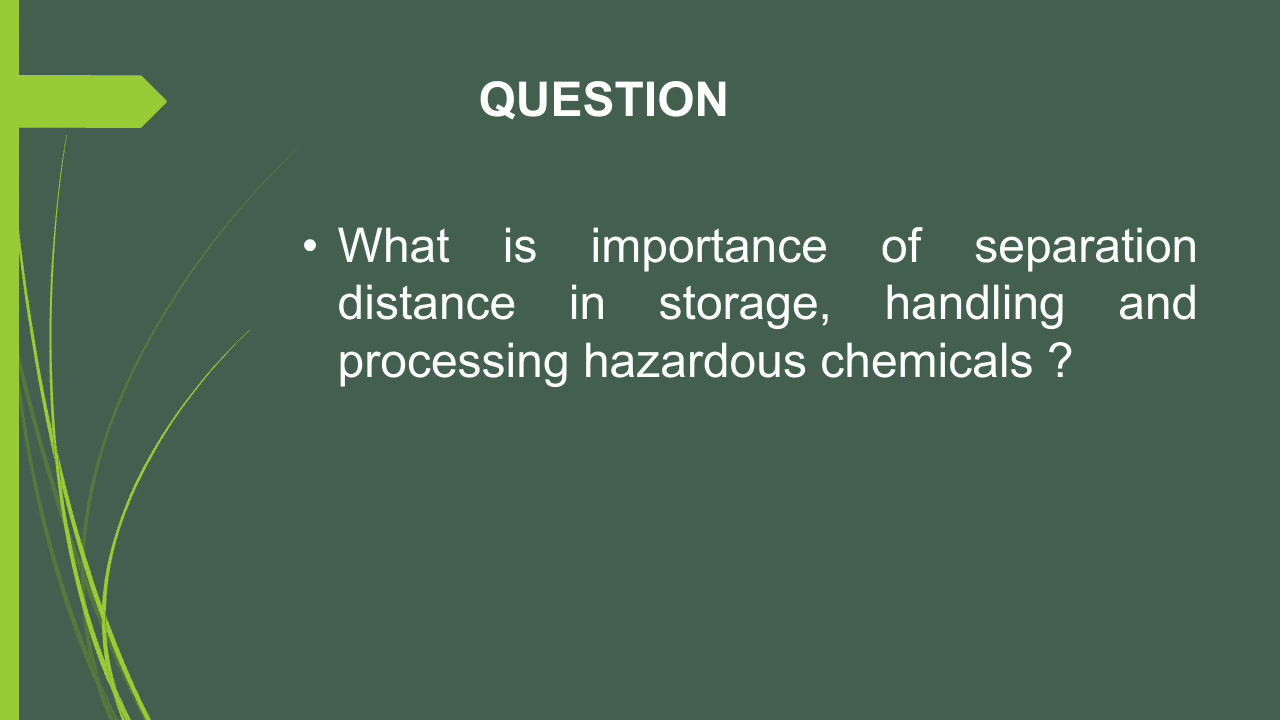 QUESTION
• What is importance of separation
distance in storage, handling and
processing hazardous chemicals ?